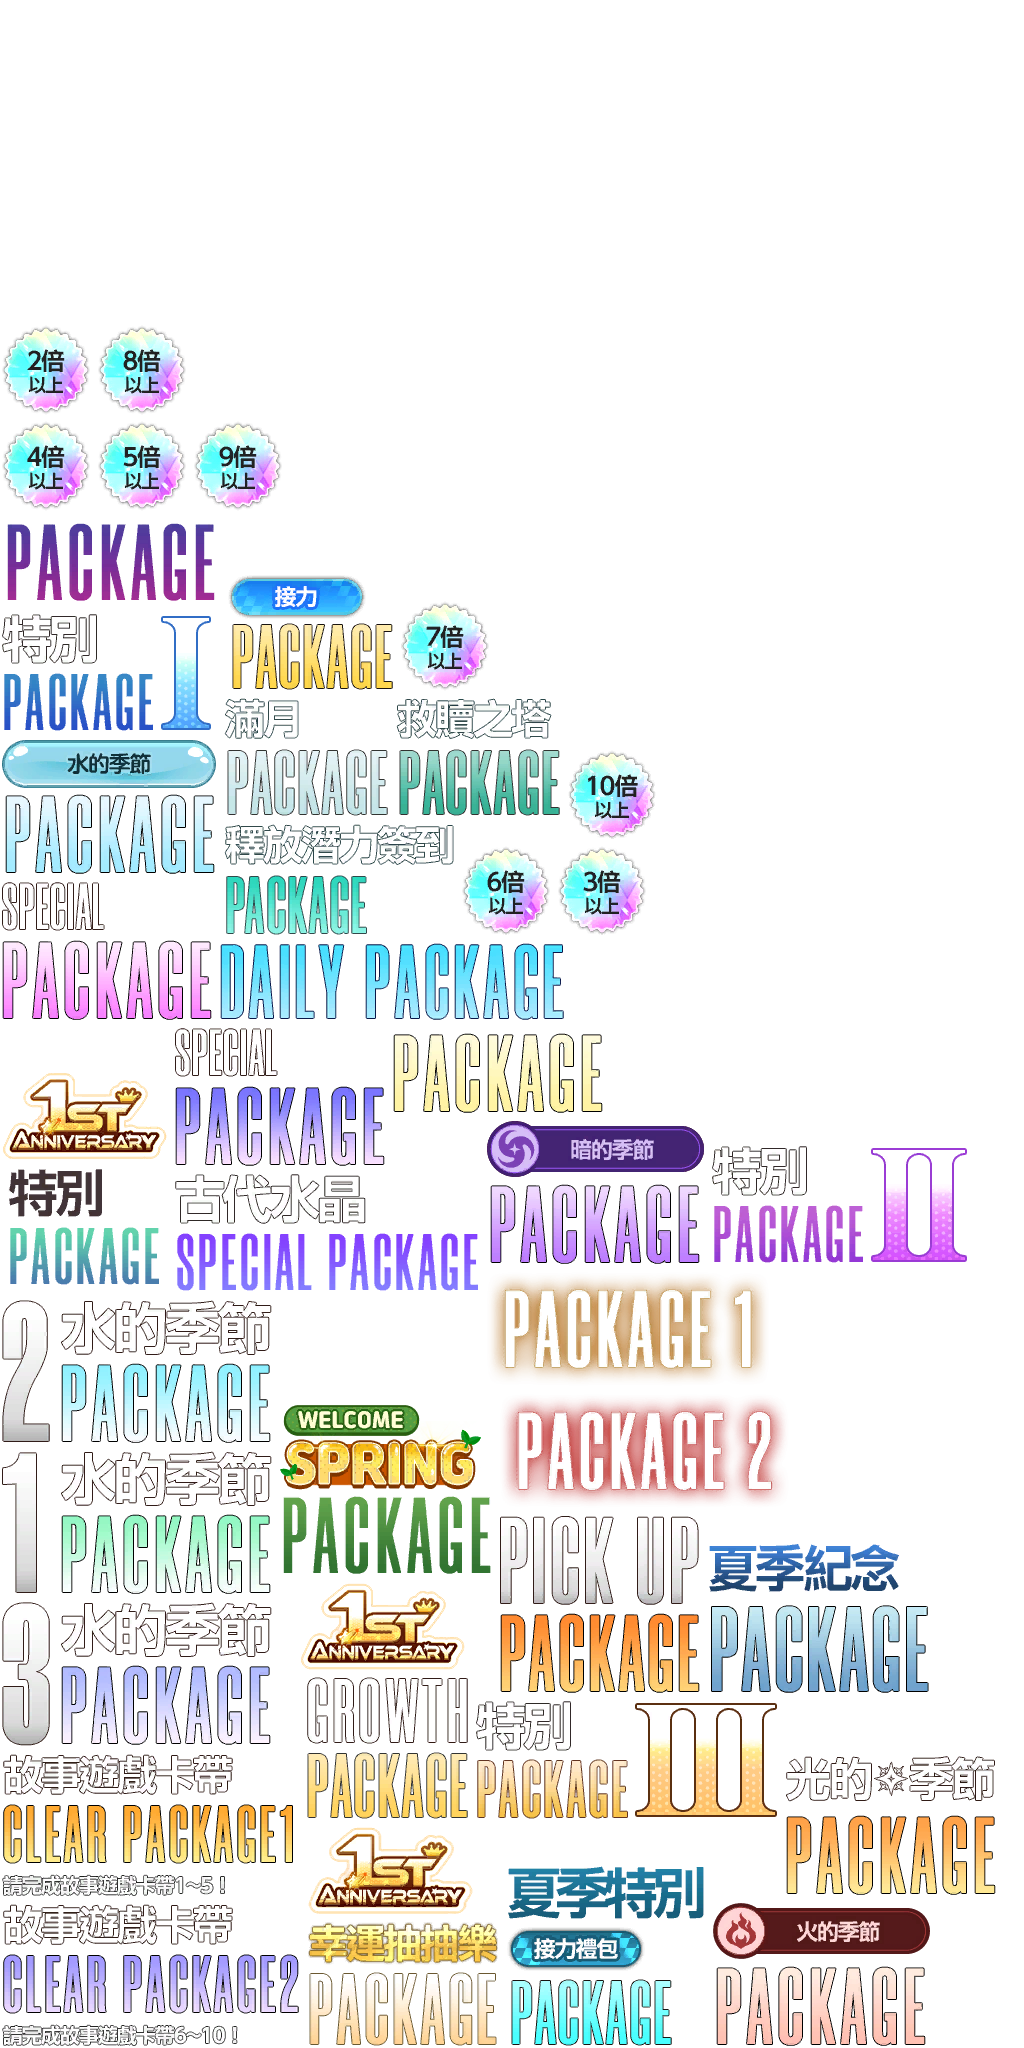 2倍
以上
8倍
以上
4倍
以上
5倍
以上
9倍
以上
PACKAGE
接力
PACKAGE
7倍
以上
特別
PACKAGE I
滿月
PACKAGE
救贖之塔
PACKAGE
水的季節
PACKAGE
10倍
以上
釋放潛力簽到
PACKAGE
6倍
以上
3倍
以上
SPECIAL
PACKAGE
DAILY PACKAGE
SPECIAL
PACKAGE
PACKAGE
1ST
ANNIVERSARY
特別
PACKAGE
古代水晶
SPECIAL PACKAGE
暗的季節
PACKAGE
特別
PACKAGE II
PACKAGE 1
2 水的季節
PACKAGE
WELCOME
SPRING
PACKAGE
PACKAGE 2
1 水的季節
PACKAGE
PICK UP
PACKAGE
夏季紀念
PACKAGE
3 水的季節
PACKAGE
1ST
ANNIVERSARY
GROWTH
PACKAGE
特別
PACKAGE III
故事遊戲卡帶
CLEAR PACKAGE1
請完成故事遊戲卡帶1~5！
光的季節
PACKAGE
故事遊戲卡帶
CLEAR PACKAGE2
請完成故事遊戲卡帶6~10！
1ST
ANNIVERSARY
幸運抽抽樂
PACKAGE
夏季特別
接力禮包
PACKAGE
火的季節
PACKAGE